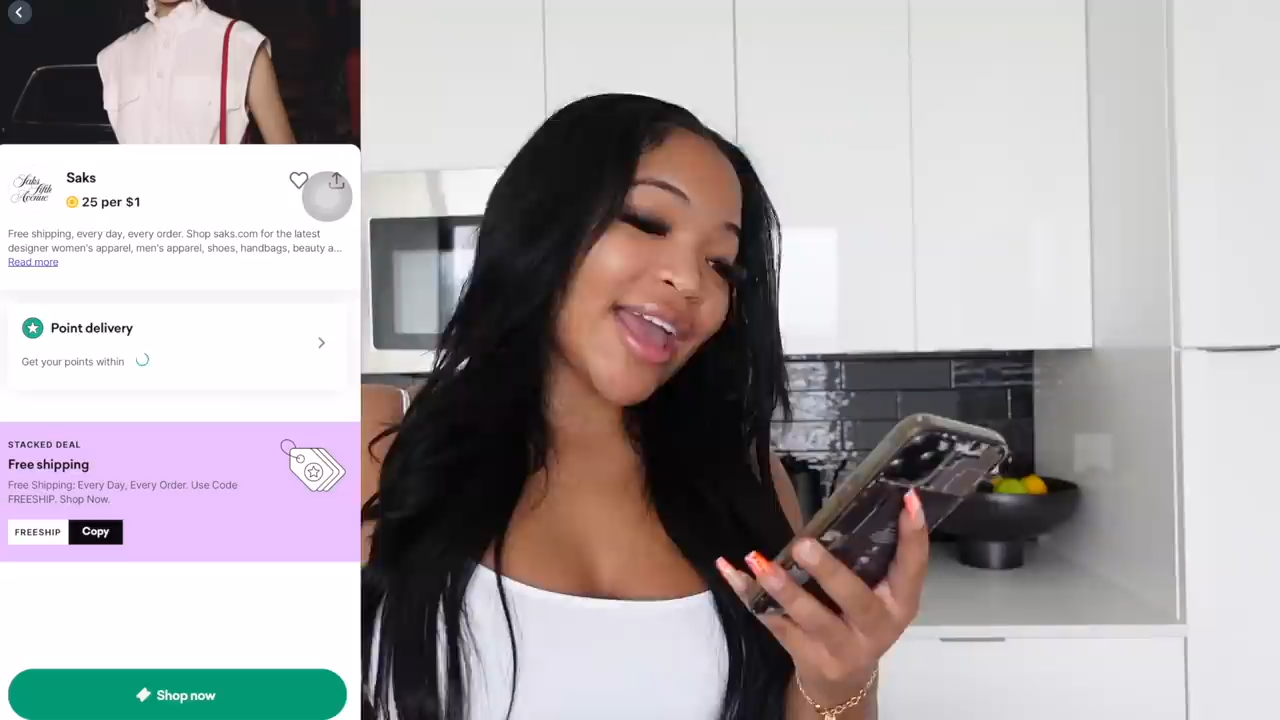 Saks
Fifth
Avenue
Saks
25 per $1
Free shipping, every day, every order. Shop saks.com for the latest
designer women's apparel, men's apparel, shoes, handbags, beauty a...
Read more
Point delivery
Get your points within
STACKED DEAL
Free shipping
Free Shipping: Every Day, Every Order. Use Code
FREESHIP. Shop Now.
FREESHIP Copy
Shop now